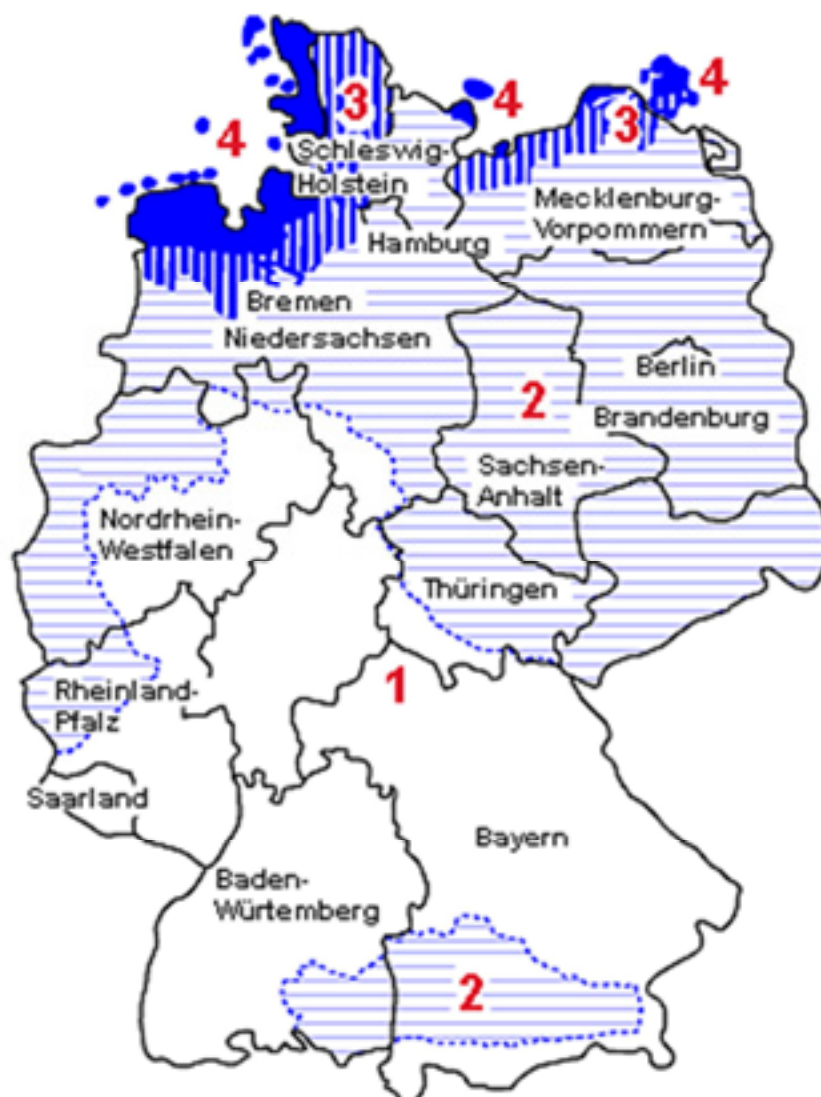 4
3
4
4
3
Schleswig-
Holstein
Mecklenburg-
Vorpommern
Hamburg
Bremen
Niedersachsen
Berlin
2
Brandenburg
Sachsen-
Anhalt
Nordrhein-
Westfalen
Thüringen
1
Rheinland-
Pfalz
Saarland
Bayern
Baden-
Würtemberg
2